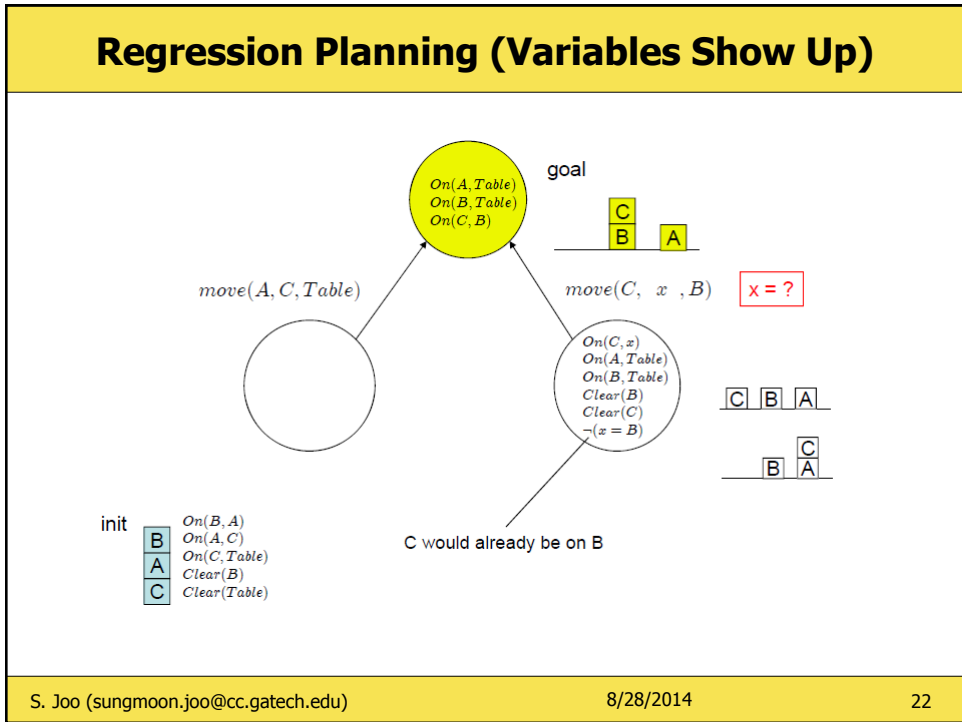 Regression Planning (Variables Show Up)
On(A, Table)
On(B, Table)
On(C, B)
goal
C
B A
move(A, C, Table)
move(C, x , B)
x = ?
On(C, x)
On(A, Table)
On(B, Table)
Clear(B)
Clear(C)
¬(x = B)
C B A
C
B A
C would already be on B
init
B
A
C
On(B, A)
On(A, C)
On(C, Table)
Clear(B)
Clear(Table)
S. Joo (sungmoon.joo@cc.gatech.edu) 8/28/2014 22